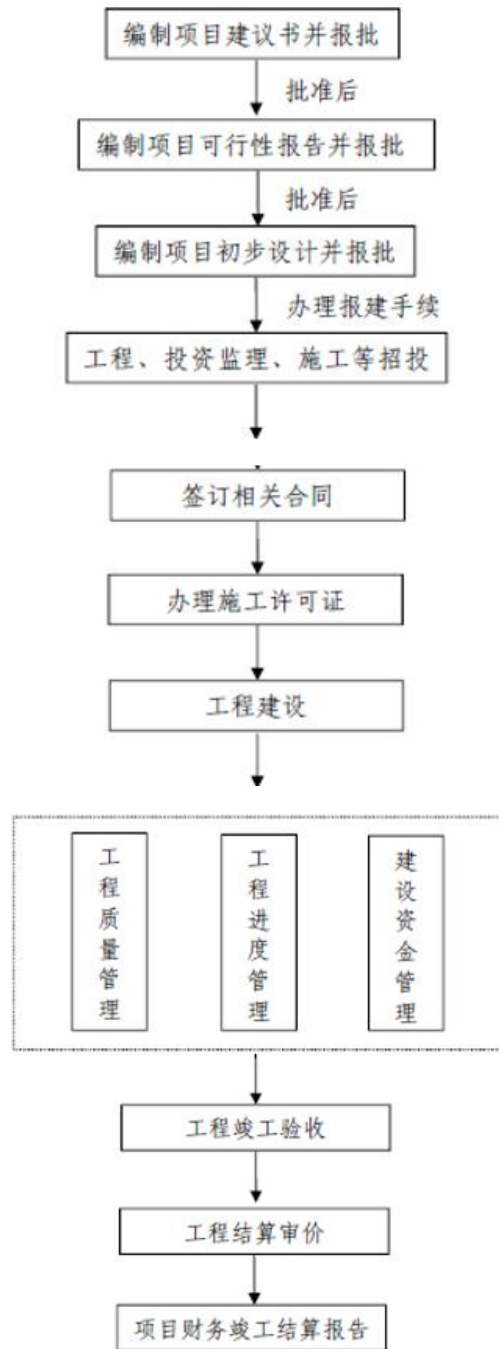 编制项目建议书并报批
批准后
编制项目可行性报告并报批
批准后
编制项目初步设计并报批
办理报建手续
工程、投资监理、施工等招投
签订相关合同
办理施工许可证
工程建设
工程质量管理
工程进度管理
建设资金管理
工程竣工验收
工程结算审价
项目财务竣工结算报告